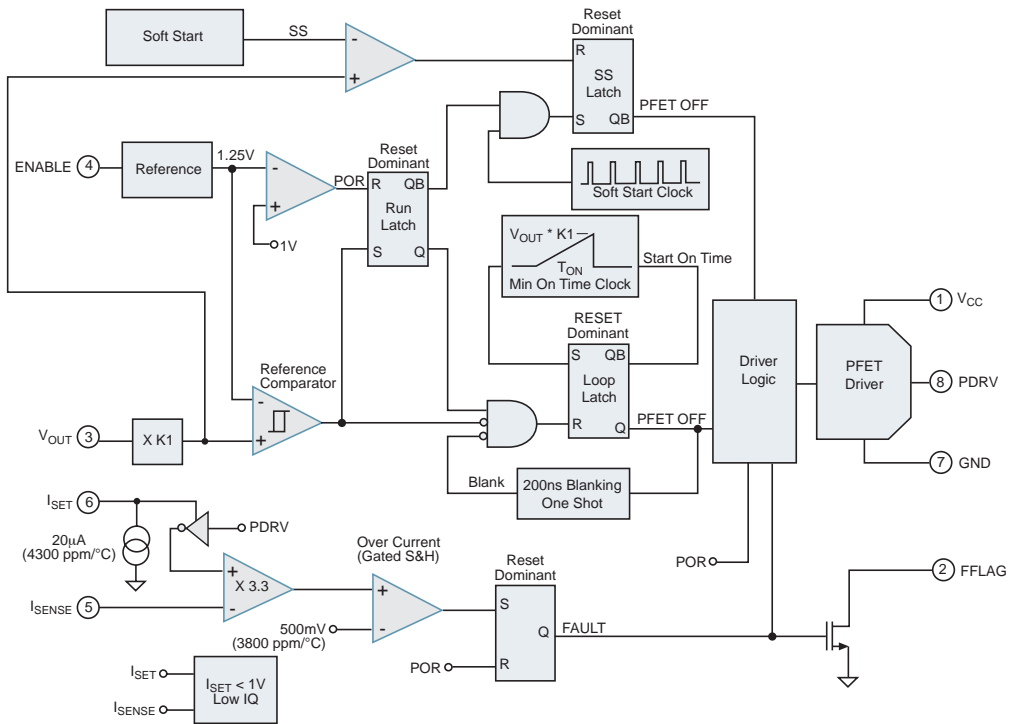 Soft Start
SS
-
+
Reset
Dominant
R
SS
Latch
S
QB
PFET OFF
ENABLE
4
Reference
1.25V
-
+
1V
POR
Reset
Dominant
R
QB
Run
Latch
S
Q
Soft Start Clock
VOUT * K1
TON
Min On Time Clock
Start On Time
RESET
Dominant
S
QB
Loop
Latch
R
Q
PFET OFF
Driver
Logic
PFET
Driver
1
VCC
8
PDRV
7
GND
Reference
Comparator
-
+
VOUT
3
X K1
Blank
200ns Blanking
One Shot
ISET
6
20µA
(4300 ppm/°C)
PDRV
+
X 3.3
-
ISENSE
5
Over Current
(Gated S&H)
+
-
500mV
(3800 ppm/°C)
Reset
Dominant
S
Q
R
FAULT
POR
POR
2
FFLAG
ISET
ISENSE
ISET < 1V
Low IQ